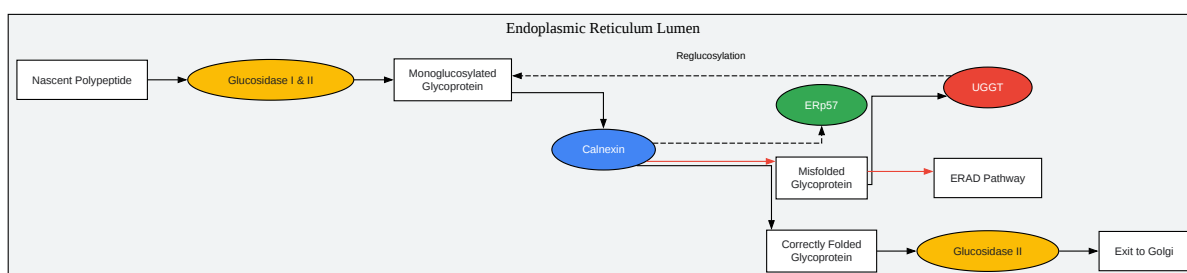 Endoplasmic Reticulum Lumen
Nascent Polypeptide
Glucosidase I & II
Monoglucosylated
Glycoprotein
Reglucosylation
UGGT
ERp57
Calnexin
Misfolded
Glycoprotein
ERAD Pathway
Correctly Folded
Glycoprotein
Glucosidase II
Exit to Golgi